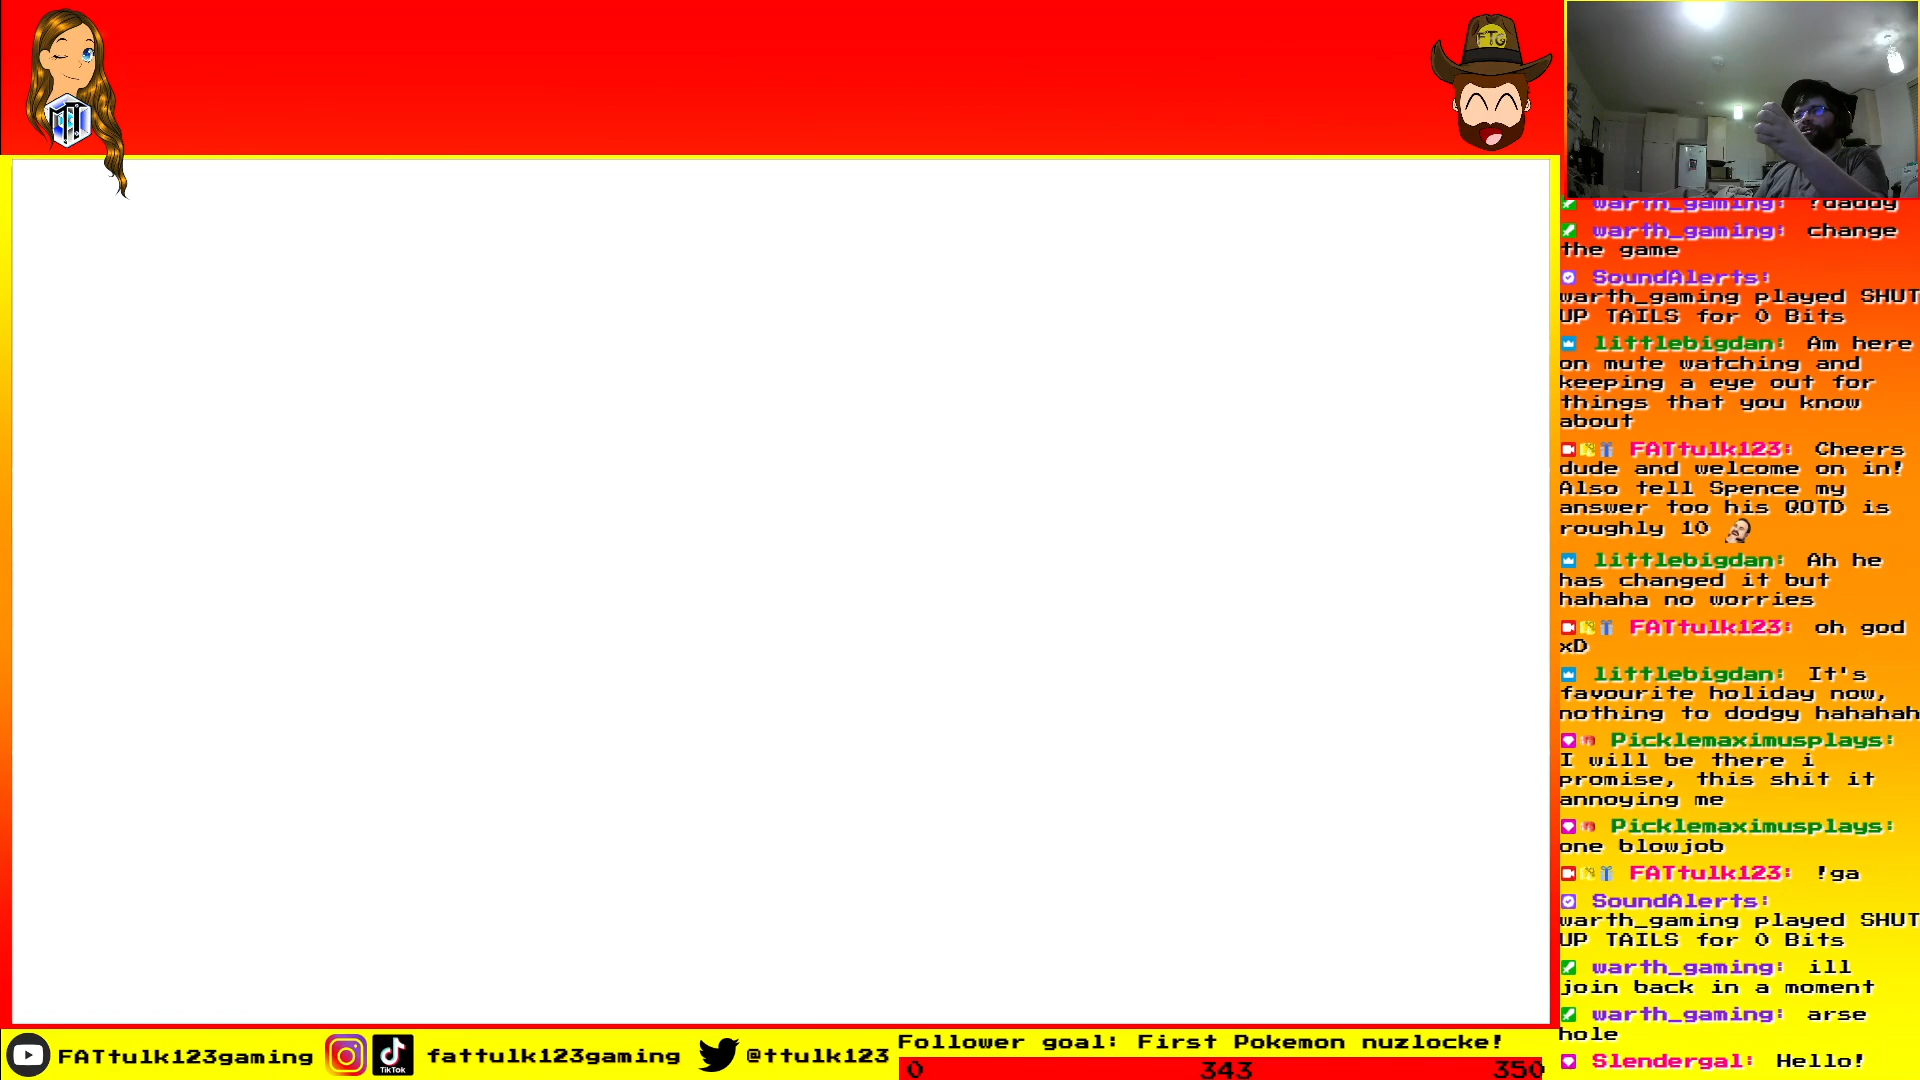 FTG
warth_gaming: !daddy
warth_gaming: change
the game
SoundAlerts:
warth_gaming played SHUT
UP TAILS for 0 Bits
littlebigdan: Am here
on mute watching and
keeping a eye out for
things that you know
about
FATtulk123: Cheers
dude and welcome on in!
Also tell Spence my
answer too his QOTD is
roughly 10
littlebigdan: Ah he
has changed it but
hahaha no worries
FATtulk123: oh god
xD
littlebigdan: It's
favourite holiday now,
nothing to dodgy hahahah
Picklemaximusplays:
I will be there i
promise, this shit it
annoying me
Picklemaximusplays:
one blowjob
FATtulk123: !ga
SoundAlerts:
warth_gaming played SHUT
UP TAILS for 0 Bits
warth_gaming: ill
join back in a moment
warth_gaming: arse
hole
Slendergal: Hello!
FATtulk123gaming
TikTok
fattulk123gaming
@ttulk123
Follower goal: First Pokemon nuzlocke!
0 343 350